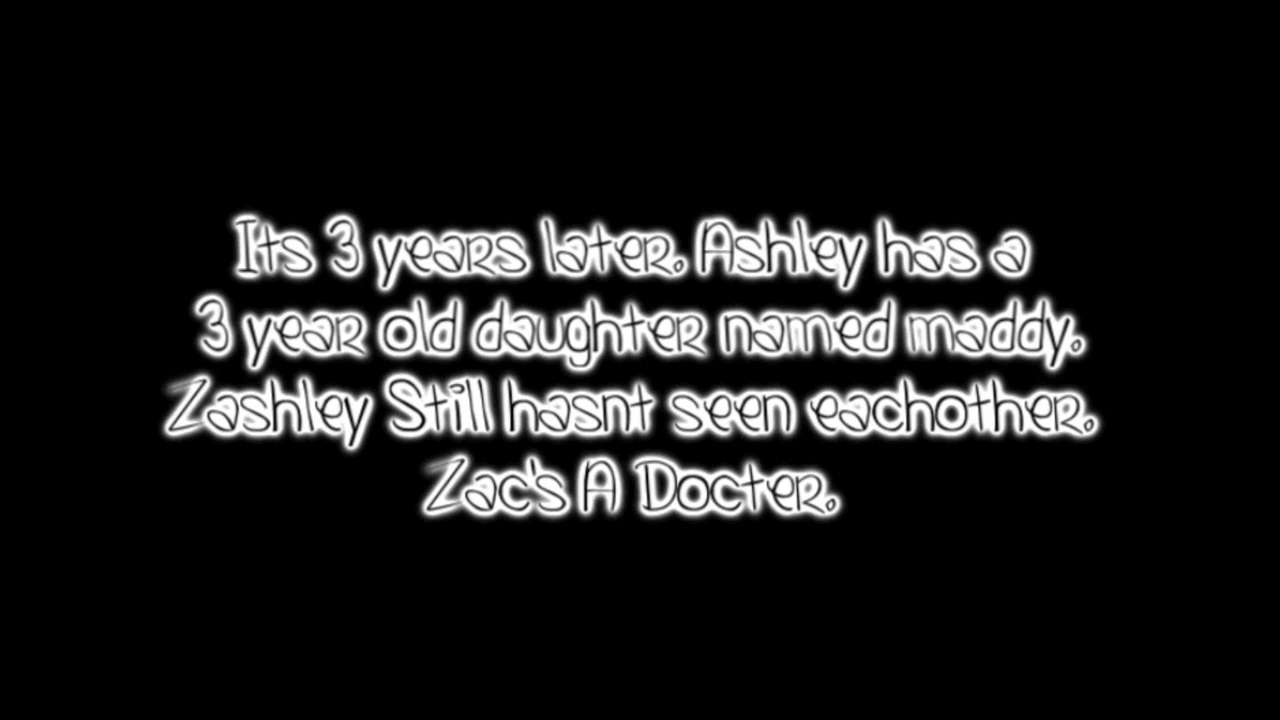 Its 3 years later. Ashley has a
3 year old daughter named maddy.
Zashley Still hasnt seen eachother.
Zac's A Docter.